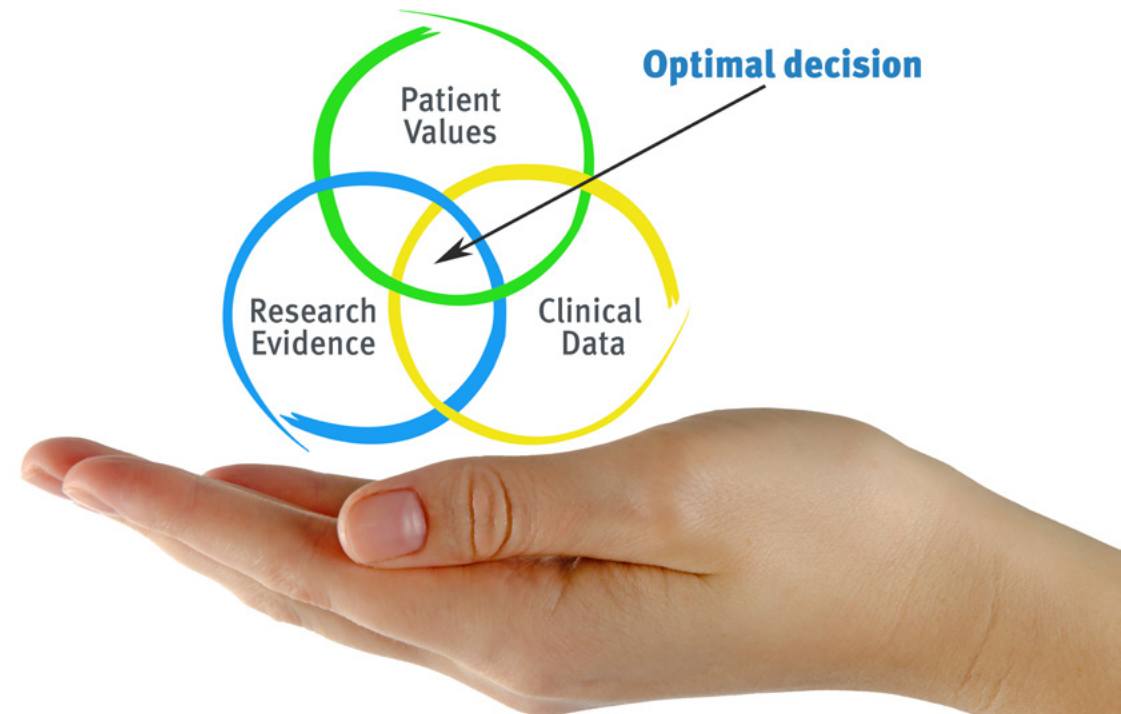 Optimal decision
Patient
Values
Research
Evidence
Clinical
Data